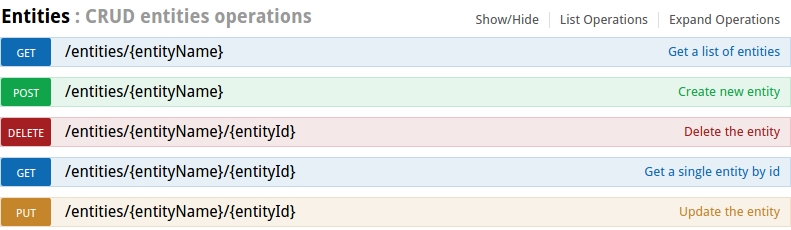 Entities : CRUD entities operations Show/Hide List Operations Expand Operations
GET /entities/{entityName} Get a list of entities
POST /entities/{entityName} Create new entity
DELETE /entities/{entityName}/{entityId} Delete the entity
GET /entities/{entityName}/{entityId} Get a single entity by id
PUT /entities/{entityName}/{entityId} Update the entity